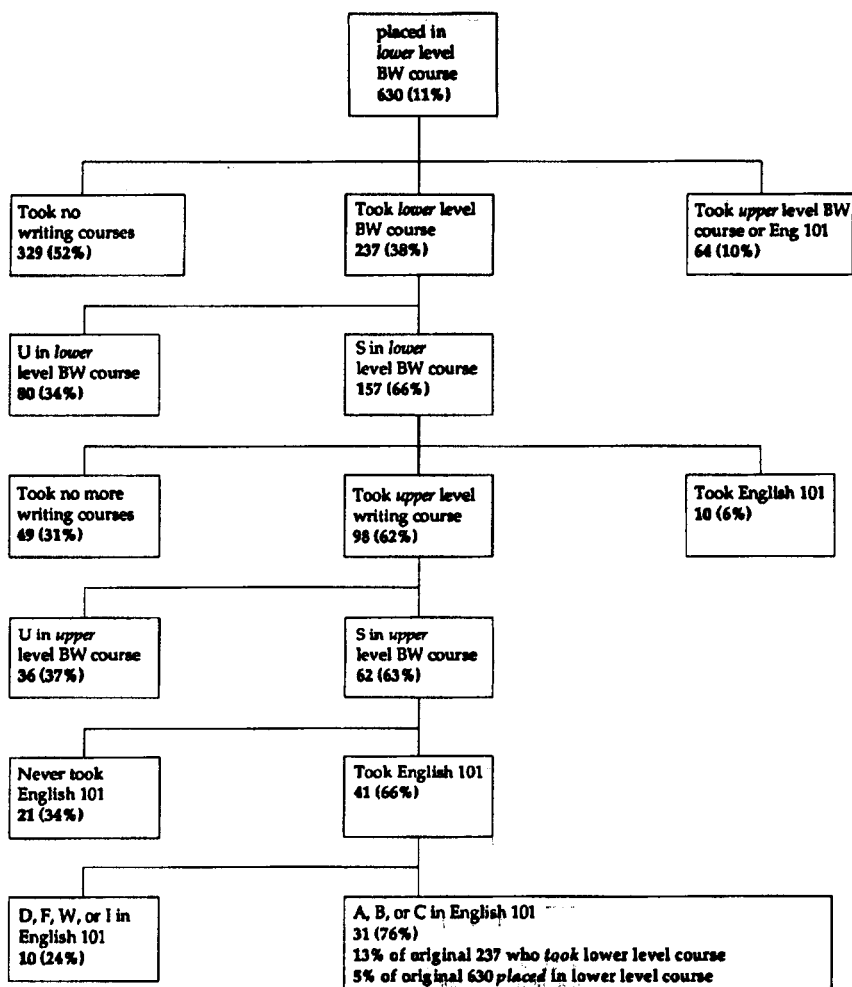 placed in
lower level
BW course
630 (11%)
Took no
writing courses
329 (52%)
Took lower level
BW course
237 (38%)
Took upper level BW
course or Eng 101
64 (10%)
U in lower
level BW course
80 (34%)
S in lower
level BW course
157 (66%)
Took no more
writing courses
49 (31%)
Took upper level
writing course
98 (62%)
Took English 101
10 (6%)
U in upper
level BW course
36 (37%)
S in upper
level BW course
62 (63%)
Never took
English 101
21 (34%)
Took English 101
41 (66%)
D, F, W, or I in
English 101
10 (24%)
A, B, or C in English 101
31 (76%)
13% of original 237 who took lower level course
5% of original 630 placed in lower level course